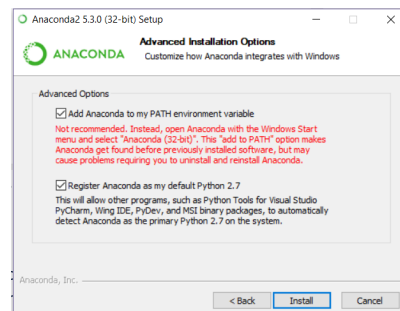 Anaconda2 5.3.0 (32-bit) Setup
Advanced Installation Options
ANACONDA
Customize how Anaconda integrates with Windows
Advanced Options
Add Anaconda to my PATH environment variable
Not recommended. Instead, open Anaconda with the Windows Start
menu and select "Anaconda (32-bit)". This "add to PATH" option makes
Anaconda get found before previously installed software, but may
cause problems requiring you to uninstall and reinstall Anaconda.
Register Anaconda as my default Python 2.7
This will allow other programs, such as Python Tools for Visual Studio
PyCharm, Wing IDE, PyDev, and MSI binary packages, to automatically
detect Anaconda as the primary Python 2.7 on the system.
Anaconda, Inc.
< Back
Install
Cancel